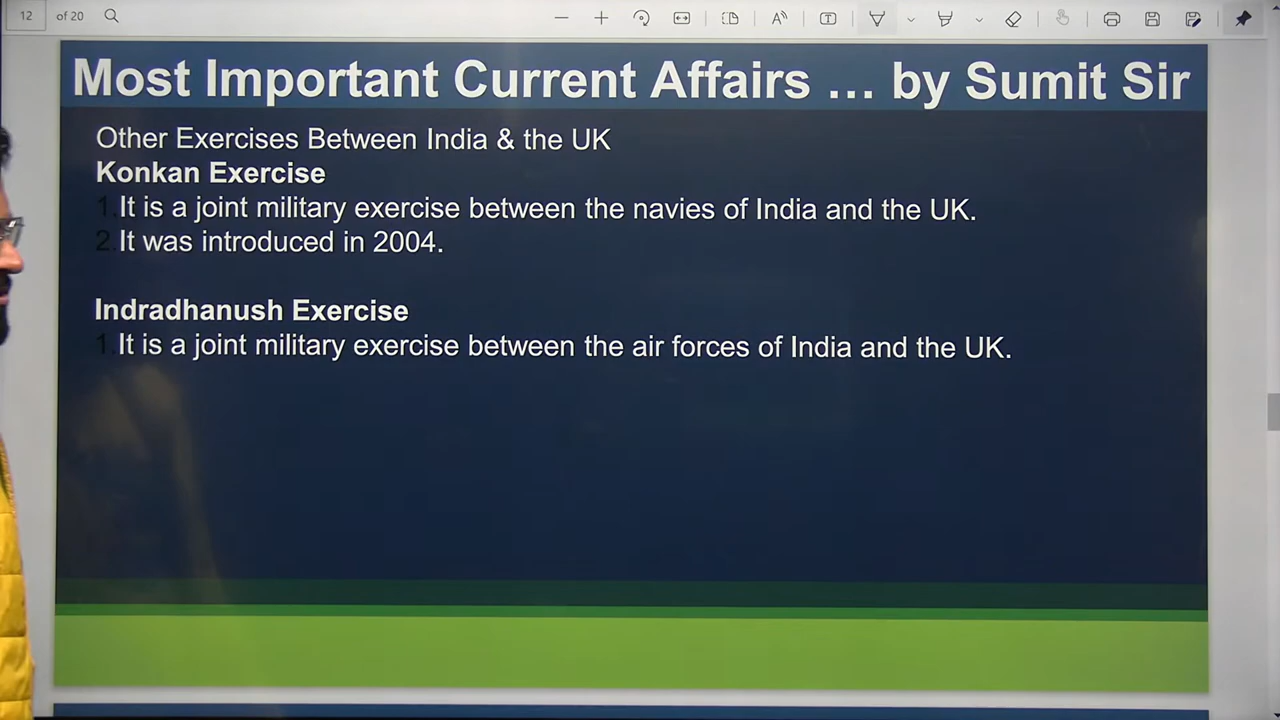 12 of 20
Most Important Current Affairs ... by Sumit Sir
Other Exercises Between India & the UK
Konkan Exercise
1.It is a joint military exercise between the navies of India and the UK.
2.It was introduced in 2004.
Indradhanush Exercise
1.It is a joint military exercise between the air forces of India and the UK.